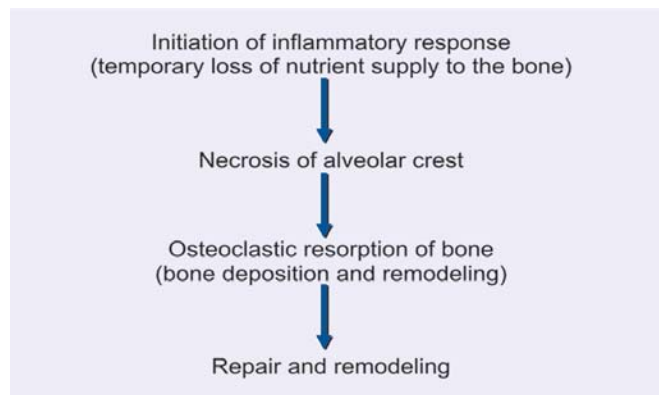 Initiation of inflammatory response
(temporary loss of nutrient supply to the bone)
Necrosis of alveolar crest
Osteoclastic resorption of bone
(bone deposition and remodeling)
Repair and remodeling